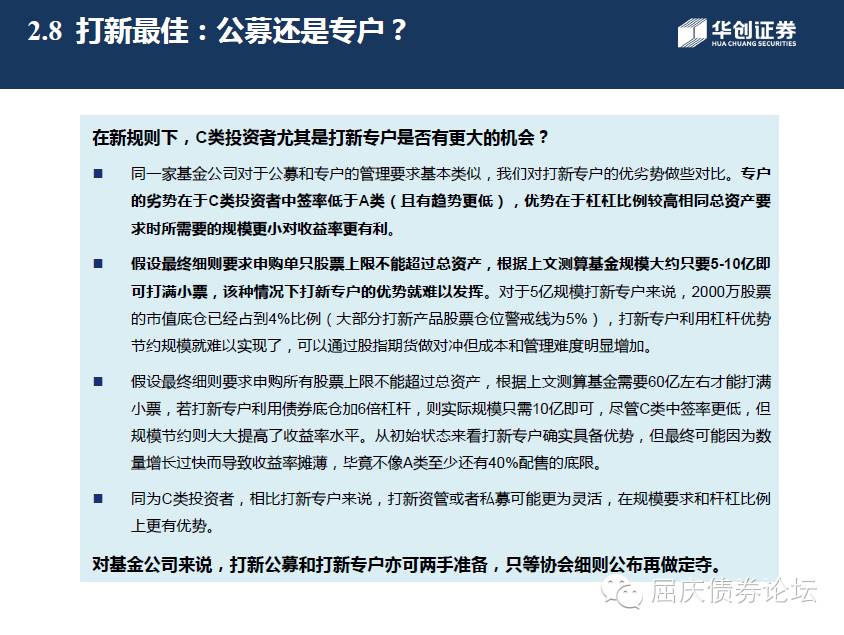 2.8 打新最佳：公募还是专户？
华创证券
HUA CHUANG SECURITIES
在新规则下，C类投资者尤其是打新专户是否有更大的机会？
■ 同一家基金公司对于公募和专户的管理要求基本类似，我们对打新专户的优劣势做些对比。专户
的劣势在于C类投资者中签率低于A类（且有趋势更低），优势在于杠杠比例较高相同总资产要
求时所需要的规模更小对收益率更有利。
■ 假设最终细则要求申购单只股票上限不能超过总资产，根据上文测算基金规模大约只要5-10亿即
可打满小票，该种情况下打新专户的优势就难以发挥。对于5亿规模打新专户来说，2000万股票
的市值底仓已经占到4%比例（大部分打新产品股票仓位警戒线为5%），打新专户利用杠杆优势
节约规模就难以实现了，可以通过股指期货做对冲但成本和管理难度明显增加。
■ 假设最终细则要求申购所有股票上限不能超过总资产，根据上文测算基金需要60亿左右才能打满
小票，若打新专户利用债券底仓加6倍杠杆，则实际规模只需10亿即可，尽管C类中签率更低，但
规模节约则大大提高了收益率水平。从初始状态来看打新专户确实具备优势，但最终可能因为数
量增长过快而导致收益率摊薄，毕竟不像A类至少还有40%配售的底限。
■ 同为C类投资者，相比打新专户来说，打新资管或者私募可能更为灵活，在规模要求和杆杠比例
上更有优势。
对基金公司来说，打新公募和打新专户亦可两手准备，只等协会细则公布再做定夺。
屈庆债券论坛